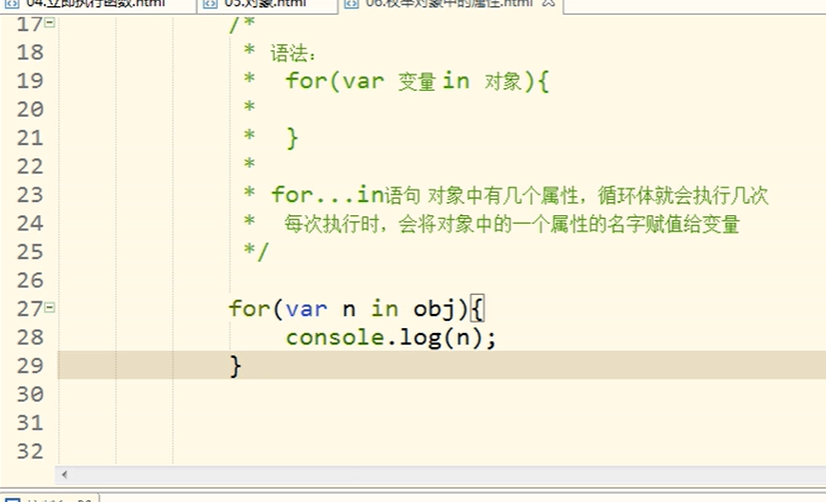 04.立即执行函数.html 05.对象.html 06.枚举对象中的属性.html
17 /*
18 * 语法：
19 * for(var 变量 in 对象){
20 *
21 * }
22 *
23 * for...in语句 对象中有几个属性，循环体就会执行几次
24 * 每次执行时，会将对象中的一个属性的名字赋值给变量
25 */
26
27 for(var n in obj){
28 console.log(n);
29 }
30
31
32